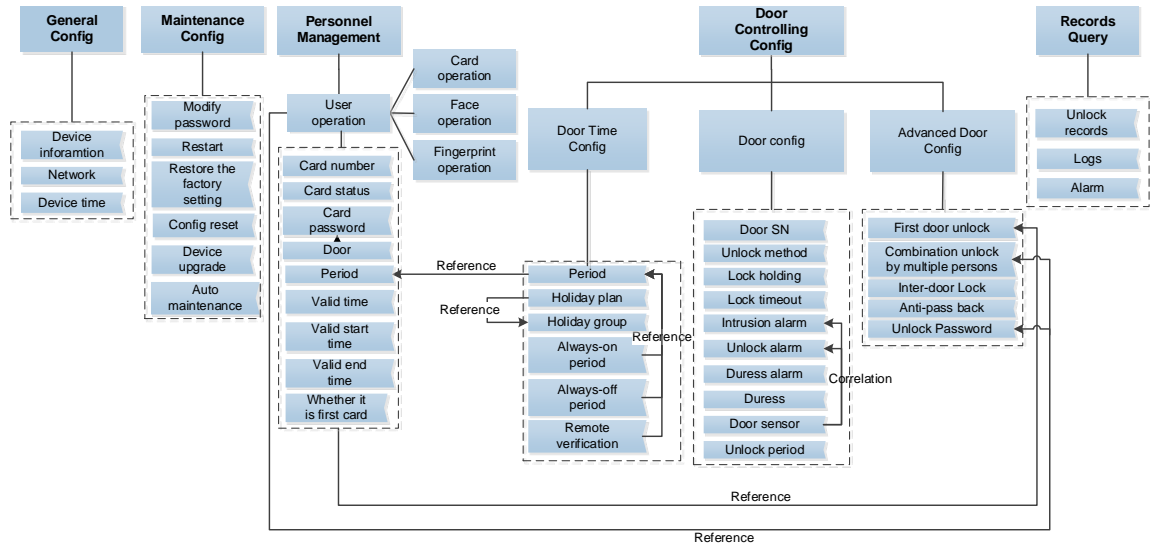 General
Config
Maintenance
Config
Personnel
Management
Door
Controlling
Config
Records
Query
Device
inforamtion
Network
Device time
Modify
password
Restart
Restore the
factory
setting
Config reset
Device
upgrade
Auto
maintenance
User
operation
Card
operation
Face
operation
Fingerprint
operation
Card number
Card status
Card
password
Door
Period
Valid time
Valid start
time
Valid end
time
Whether it
is first card
Door Time
Config
Reference
Period
Holiday plan
Reference
Holiday group
Reference
Always-on
period
Always-off
period
Remote
verification
Door config
Door SN
Unlock method
Lock holding
Lock timeout
Intrusion alarm
Unlock alarm
Duress alarm
Correlation
Duress
Door sensor
Unlock period
Advanced Door
Config
First door unlock
Combination unlock
by multiple persons
Inter-door Lock
Anti-pass back
Unlock Password
Unlock
records
Logs
Alarm
Reference
Reference